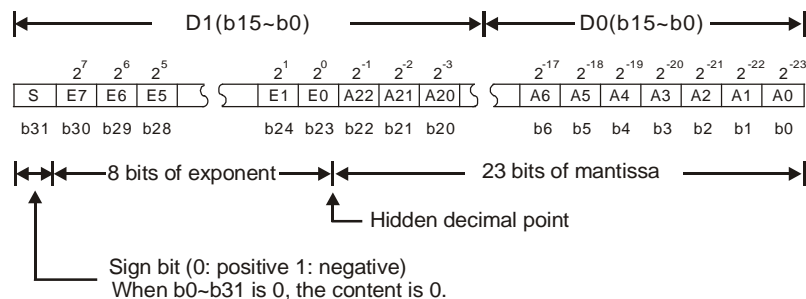 D1(b15~b0) D0(b15~b0)
2^7 2^6 2^5 2^1 2^0 2^-1 2^-2 2^-3 2^-17 2^-18 2^-19 2^-20 2^-21 2^-22 2^-23
S E7 E6 E5 E1 E0 A22 A21 A20 A6 A5 A4 A3 A2 A1 A0
b31 b30 b29 b28 b24 b23 b22 b21 b20 b6 b5 b4 b3 b2 b1 b0
8 bits of exponent 23 bits of mantissa
Hidden decimal point
Sign bit (0: positive 1: negative)
When b0~b31 is 0, the content is 0.